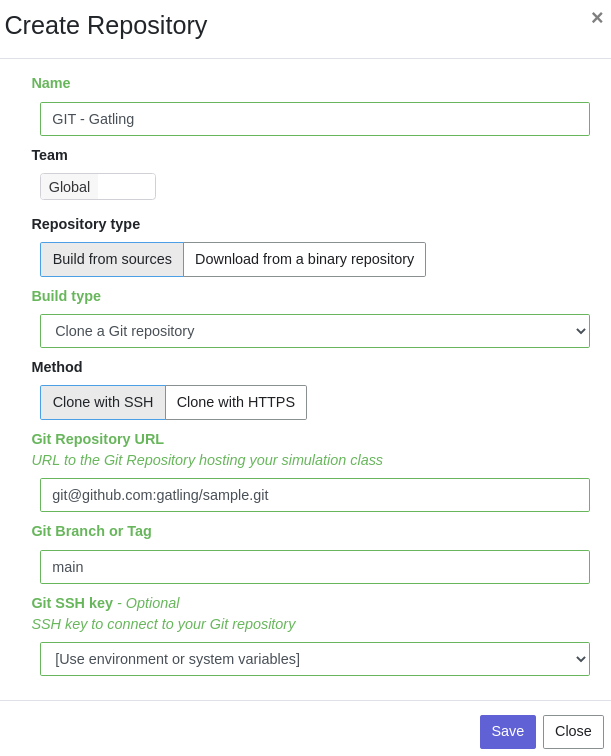 Create Repository ×
Name
GIT - Gatling
Team
Global
Repository type
Build from sources Download from a binary repository
Build type
Clone a Git repository
Method
Clone with SSH Clone with HTTPS
Git Repository URL
URL to the Git Repository hosting your simulation class
git@github.com:gatling/sample.git
Git Branch or Tag
main
Git SSH key - Optional
SSH key to connect to your Git repository
[Use environment or system variables]
Save Close